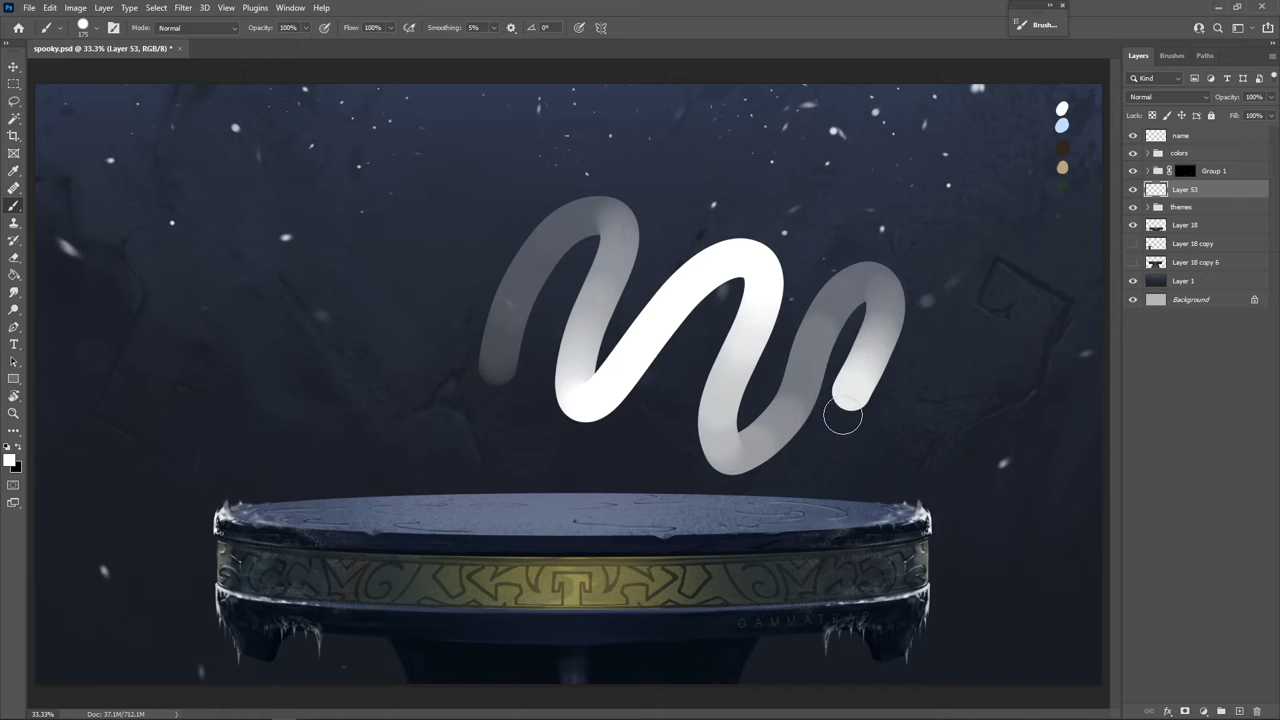 Ps File Edit Image Layer Type Select Filter 3D View Plugins Window Help
175 Mode: Normal Opacity: 100% Flow: 100% Smoothing: 5% 0° Brush...
spooky.psd @ 33.3% (Layer 53, RGB/8) * ×
Layers Brushes Paths
Kind
Normal Opacity: 100%
Lock: Fill: 100%
name
colors
Group 1
Layer 53
themes
Layer 18
Layer 18 copy
Layer 18 copy 6
Layer 1
Background
33.33% Doc: 37.1M/712.1M